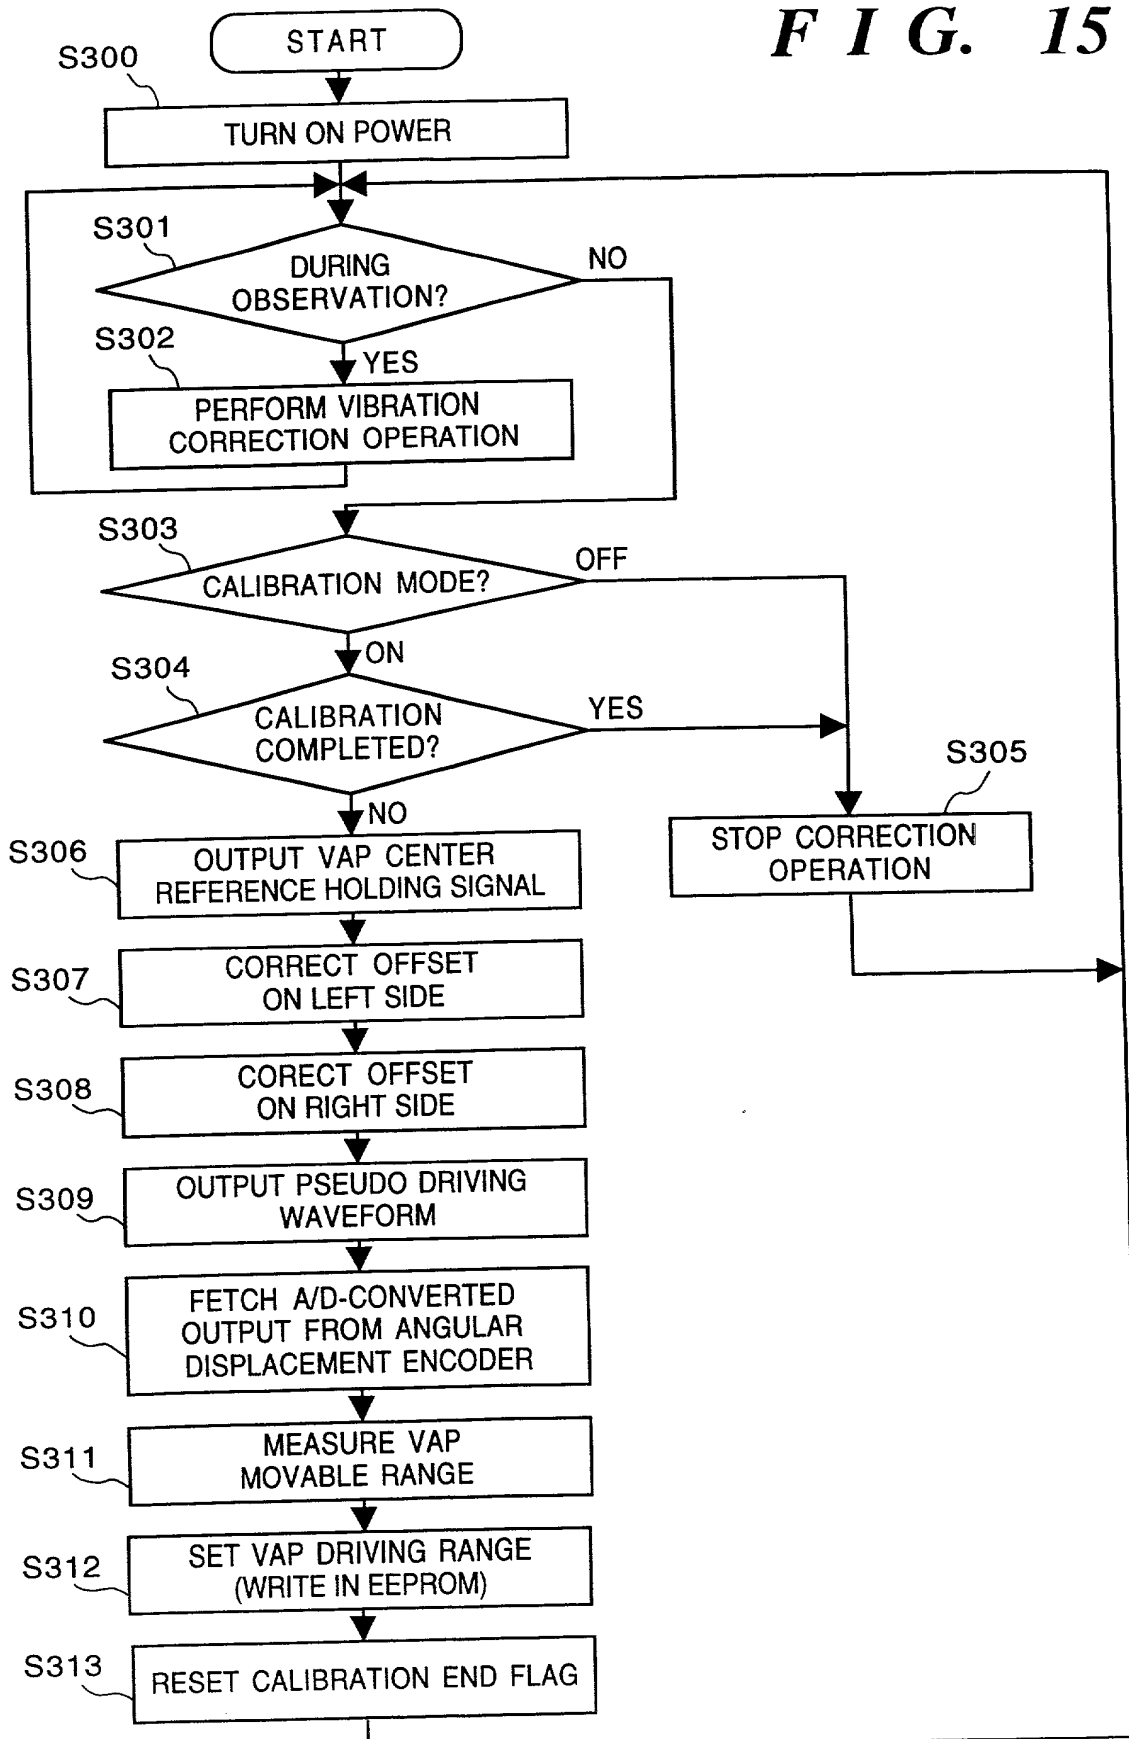 FIG. 15
START
S300
TURN ON POWER
S301
DURING
OBSERVATION?
NO
S302
YES
PERFORM VIBRATION
CORRECTION OPERATION
S303
CALIBRATION MODE?
OFF
ON
S304
CALIBRATION
COMPLETED?
YES
S305
STOP CORRECTION
OPERATION
NO
S306
OUTPUT VAP CENTER
REFERENCE HOLDING SIGNAL
S307
CORRECT OFFSET
ON LEFT SIDE
S308
CORECT OFFSET
ON RIGHT SIDE
S309
OUTPUT PSEUDO DRIVING
WAVEFORM
S310
FETCH A/D-CONVERTED
OUTPUT FROM ANGULAR
DISPLACEMENT ENCODER
S311
MEASURE VAP
MOVABLE RANGE
S312
SET VAP DRIVING RANGE
(WRITE IN EEPROM)
S313
RESET CALIBRATION END FLAG